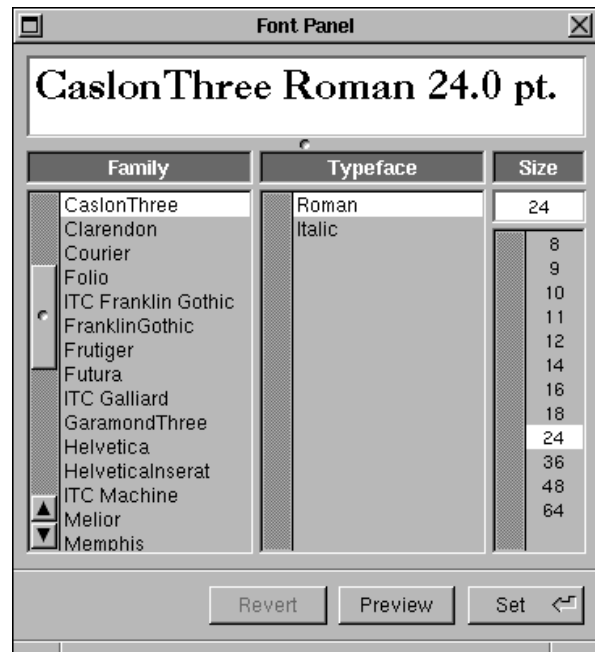 Font Panel
CaslonThree Roman 24.0 pt.
Family
Typeface
Size
CaslonThree
Clarendon
Courier
Folio
ITC Franklin Gothic
FranklinGothic
Frutiger
Futura
ITC Galliard
GaramondThree
Helvetica
HelveticaInserat
ITC Machine
Melior
Memphis
Roman
Italic
24
8
9
10
11
12
14
16
18
24
36
48
64
Revert
Preview
Set